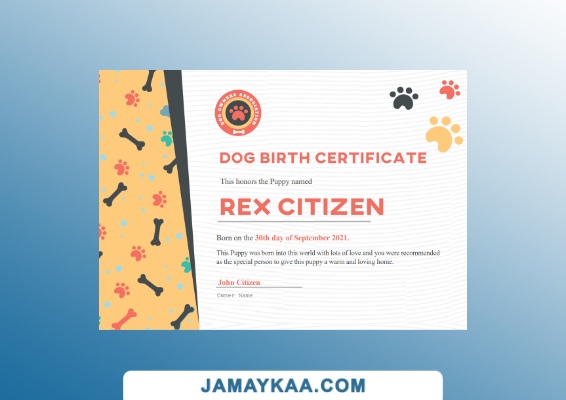 DOG OWNERS ASSOCIATION
DOG BIRTH CERTIFICATE
This honors the Puppy named
REX CITIZEN
Born on the 30th day of September 2021.
This Puppy was born into this world with lots of love and you were recommended
as the special person to give this puppy a warm and loving home.
John Citizen
Owner Name
JAMAYKAA.COM